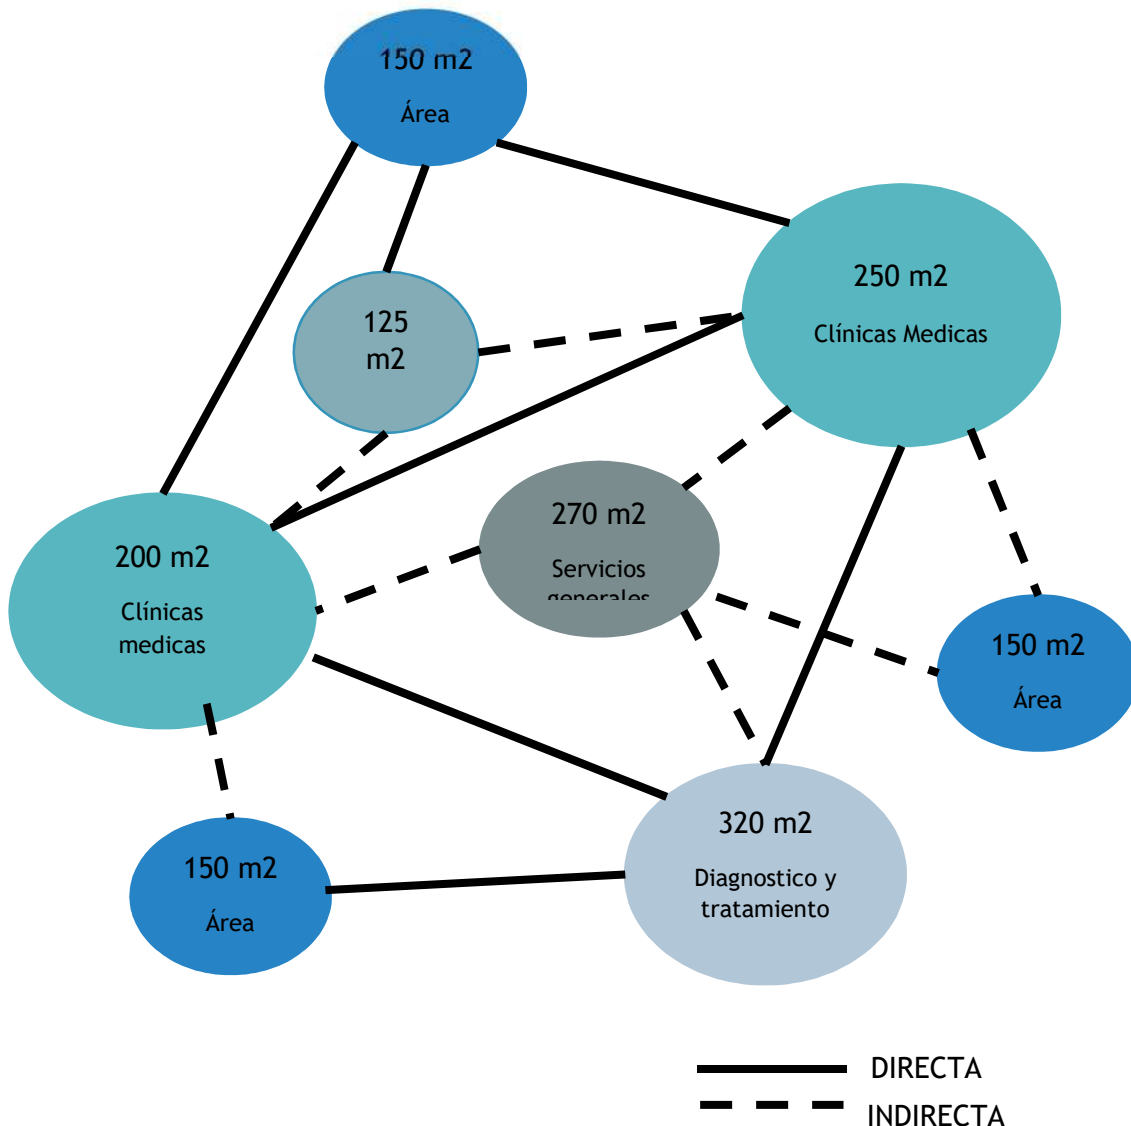 150 m2
Área
250 m2
Clínicas Medicas
125
m2
270 m2
Servicios
generales
200 m2
Clínicas
medicas
150 m2
Área
320 m2
Diagnostico y
tratamiento
150 m2
Área
DIRECTA
INDIRECTA